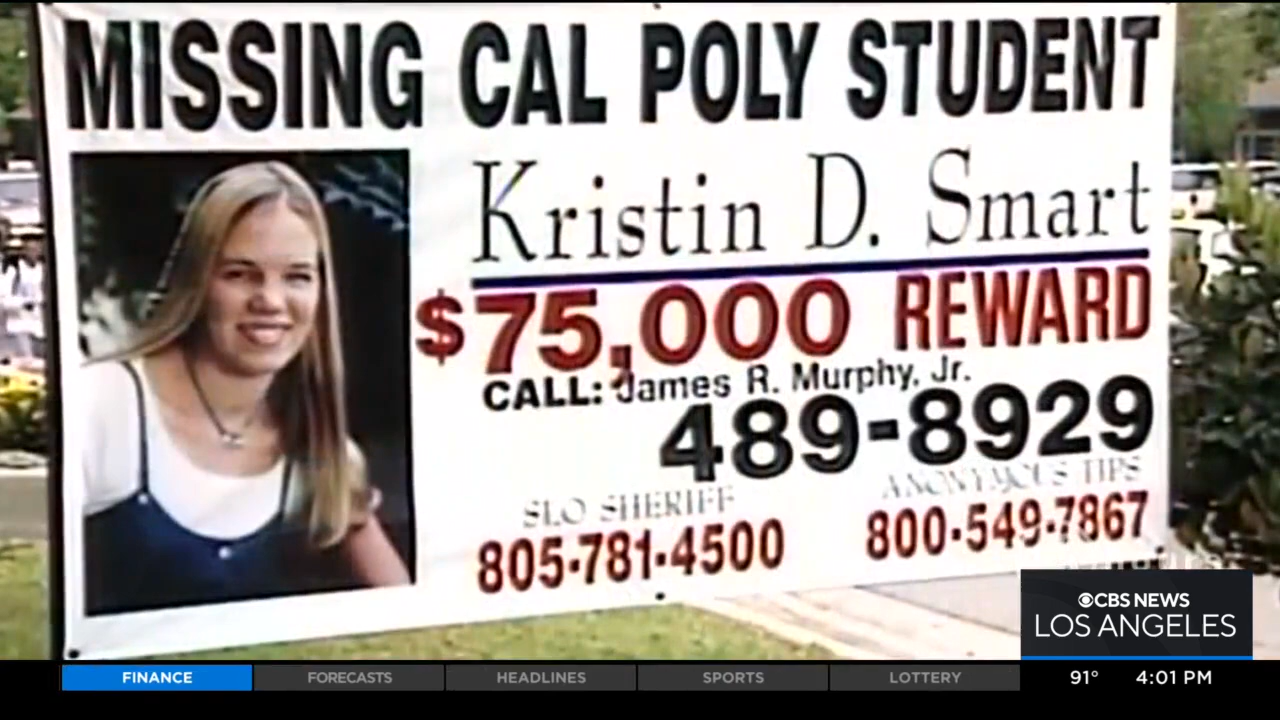 MISSING CAL POLY STUDENT
Kristin D. Smart
$75,000 REWARD
CALL: James R. Murphy, Jr.
489-8929
SLO SHERIFF
805-781-4500
ANONYMOUS TIPS
800-549-7867
CBS NEWS
LOS ANGELES
FINANCE
FORECASTS
HEADLINES
SPORTS
LOTTERY
91°
4:01 PM